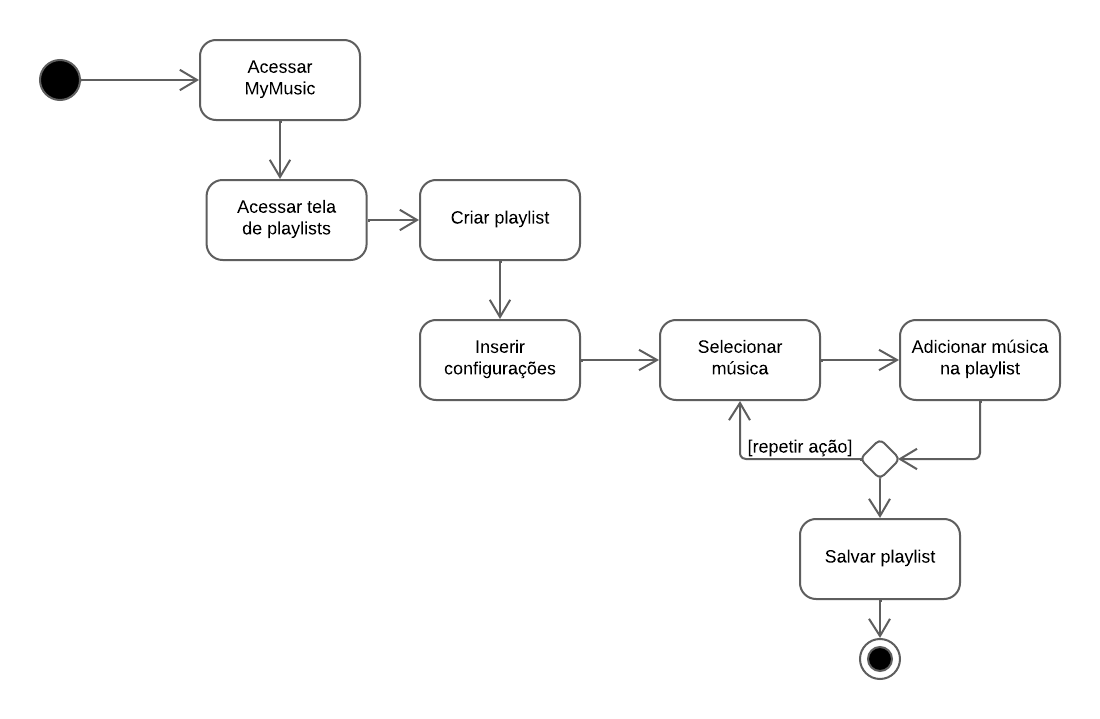 Acessar
MyMusic
Acessar tela
de playlists
Criar playlist
Inserir
configurações
Selecionar
música
Adicionar música
na playlist
[repetir ação]
Salvar playlist